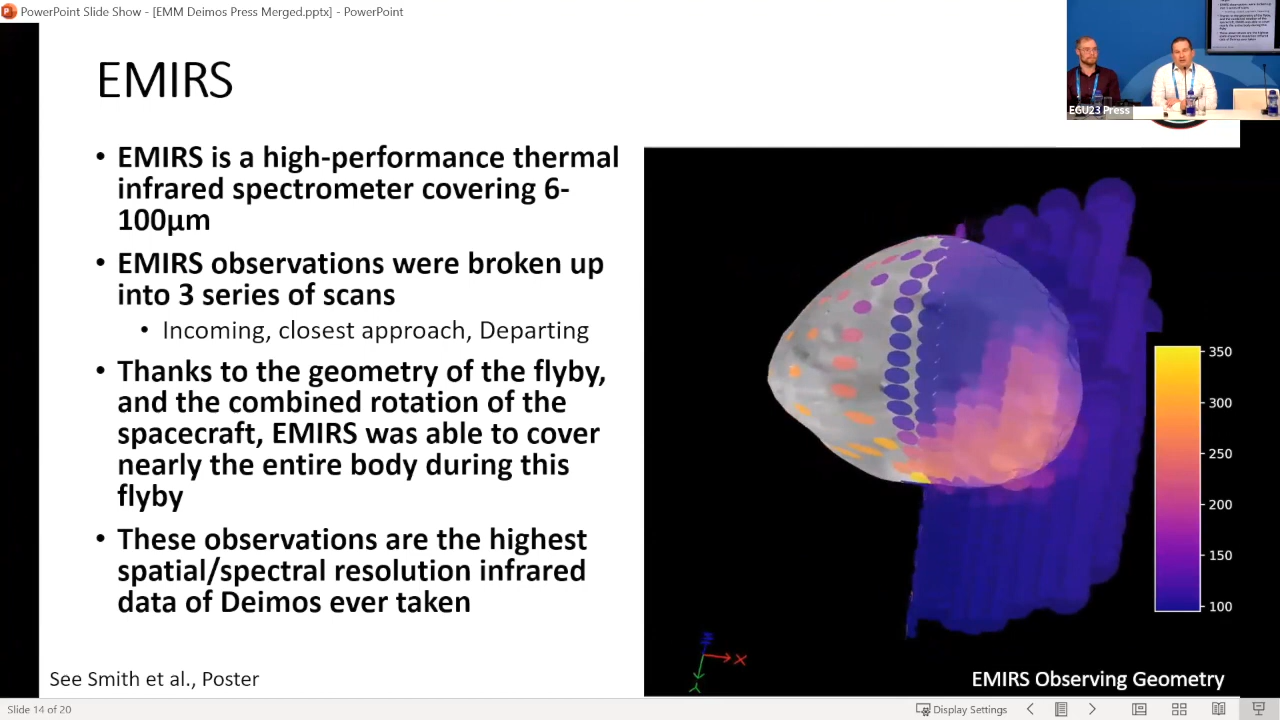 PowerPoint Slide Show - [EMM Deimos Press Merged.pptx] - PowerPoint
EGU23 Press
EMIRS
• EMIRS is a high-performance thermal
infrared spectrometer covering 6-
100µm
• EMIRS observations were broken up
into 3 series of scans
• Incoming, closest approach, Departing
• Thanks to the geometry of the flyby,
and the combined rotation of the
spacecraft, EMIRS was able to cover
nearly the entire body during this
flyby
• These observations are the highest
spatial/spectral resolution infrared
data of Deimos ever taken
350
300
250
200
150
100
X
Y
See Smith et al., Poster
EMIRS Observing Geometry
Slide 14 of 20
Display Settings